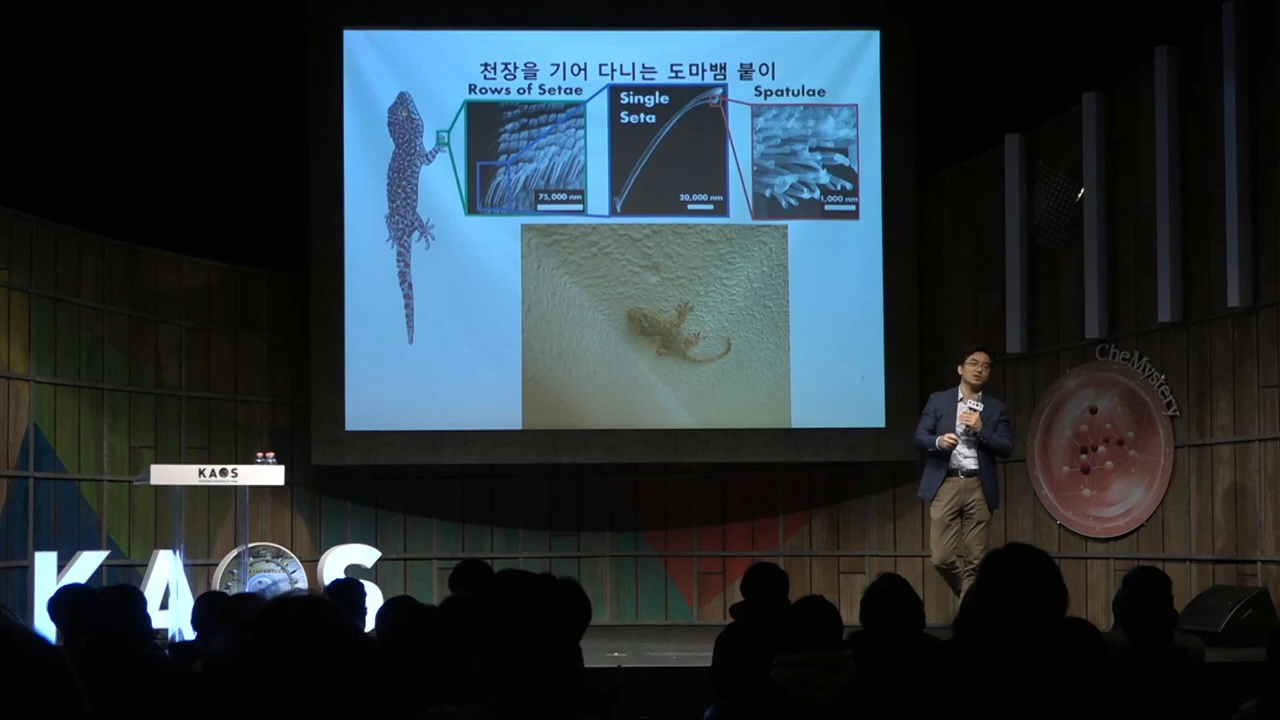 천장을 기어 다니는 도마뱀 붙이
Rows of Setae
Single
Seta
Spatulae
75,000 nm
20,000 nm
1,000 nm
CheMystery
KAOS
KAOS